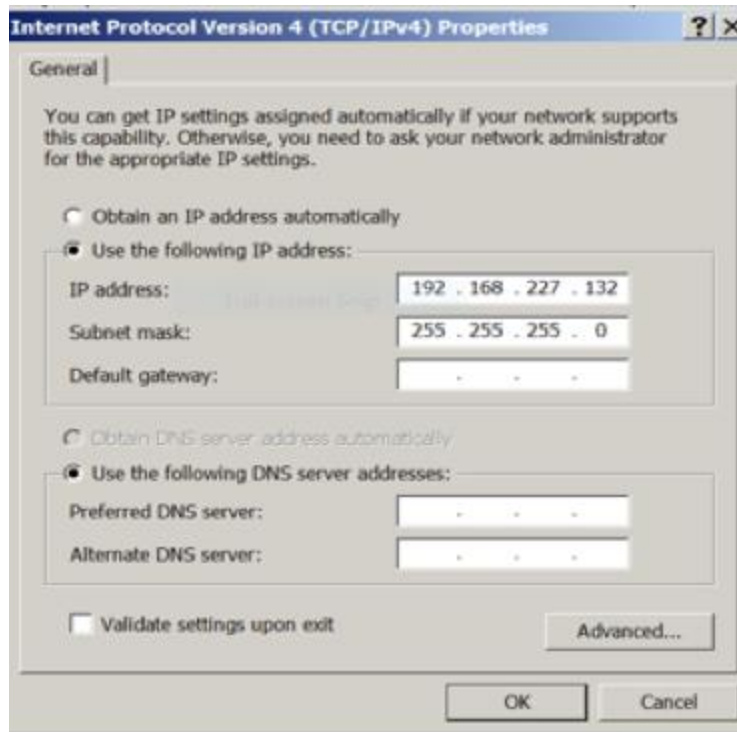 Internet Protocol Version 4 (TCP/IPv4) Properties
General
You can get IP settings assigned automatically if your network supports
this capability. Otherwise, you need to ask your network administrator
for the appropriate IP settings.
Obtain an IP address automatically
Use the following IP address:
IP address: 192 . 168 . 227 . 132
Subnet mask: 255 . 255 . 255 . 0
Default gateway: . . .
Obtain DNS server address automatically
Use the following DNS server addresses:
Preferred DNS server: . . .
Alternate DNS server: . . .
Validate settings upon exit
Advanced...
OK Cancel